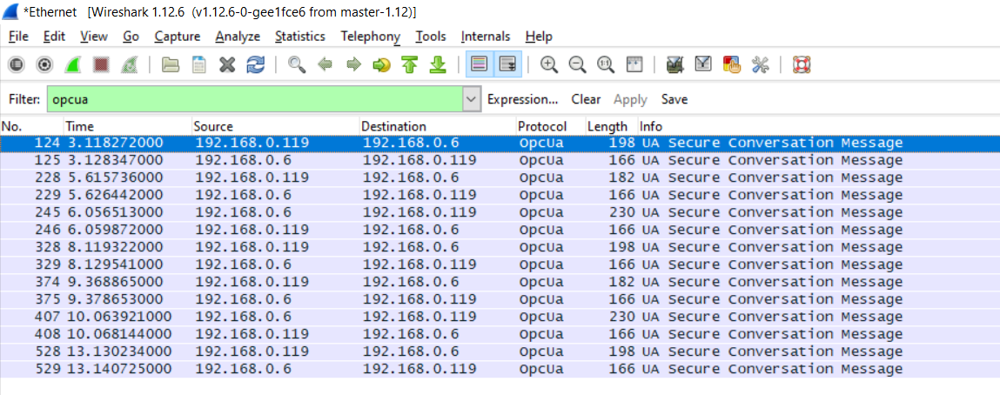 *Ethernet [Wireshark 1.12.6 (v1.12.6-0-gee1fce6 from master-1.12)]
File Edit View Go Capture Analyze Statistics Telephony Tools Internals Help
Filter: opcua Expression... Clear Apply Save
No. Time Source Destination Protocol Length Info
124 3.118272000 192.168.0.119 192.168.0.6 OpcUa 198 UA Secure Conversation Message
125 3.128347000 192.168.0.6 192.168.0.119 OpcUa 166 UA Secure Conversation Message
228 5.615736000 192.168.0.119 192.168.0.6 OpcUa 182 UA Secure Conversation Message
229 5.626442000 192.168.0.6 192.168.0.119 OpcUa 166 UA Secure Conversation Message
245 6.056513000 192.168.0.6 192.168.0.119 OpcUa 230 UA Secure Conversation Message
246 6.059872000 192.168.0.119 192.168.0.6 OpcUa 166 UA Secure Conversation Message
328 8.119322000 192.168.0.119 192.168.0.6 OpcUa 198 UA Secure Conversation Message
329 8.129541000 192.168.0.6 192.168.0.119 OpcUa 166 UA Secure Conversation Message
374 9.368865000 192.168.0.119 192.168.0.6 OpcUa 182 UA Secure Conversation Message
375 9.378653000 192.168.0.6 192.168.0.119 OpcUa 166 UA Secure Conversation Message
407 10.063921000 192.168.0.6 192.168.0.119 OpcUa 230 UA Secure Conversation Message
408 10.068144000 192.168.0.119 192.168.0.6 OpcUa 166 UA Secure Conversation Message
528 13.130234000 192.168.0.119 192.168.0.6 OpcUa 198 UA Secure Conversation Message
529 13.140725000 192.168.0.6 192.168.0.119 OpcUa 166 UA Secure Conversation Message